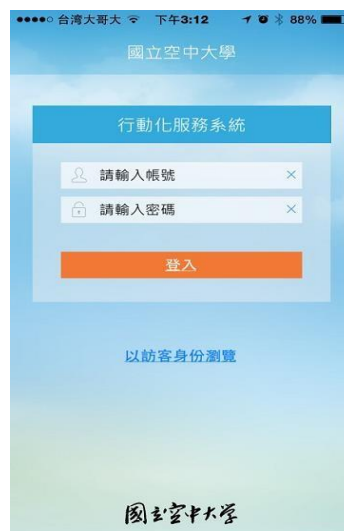 台湾大哥大 下午3:12 88%
國立空中大學
行動化服務系統
請輸入帳號
請輸入密碼
登入
以訪客身份瀏覽
國立空中大学